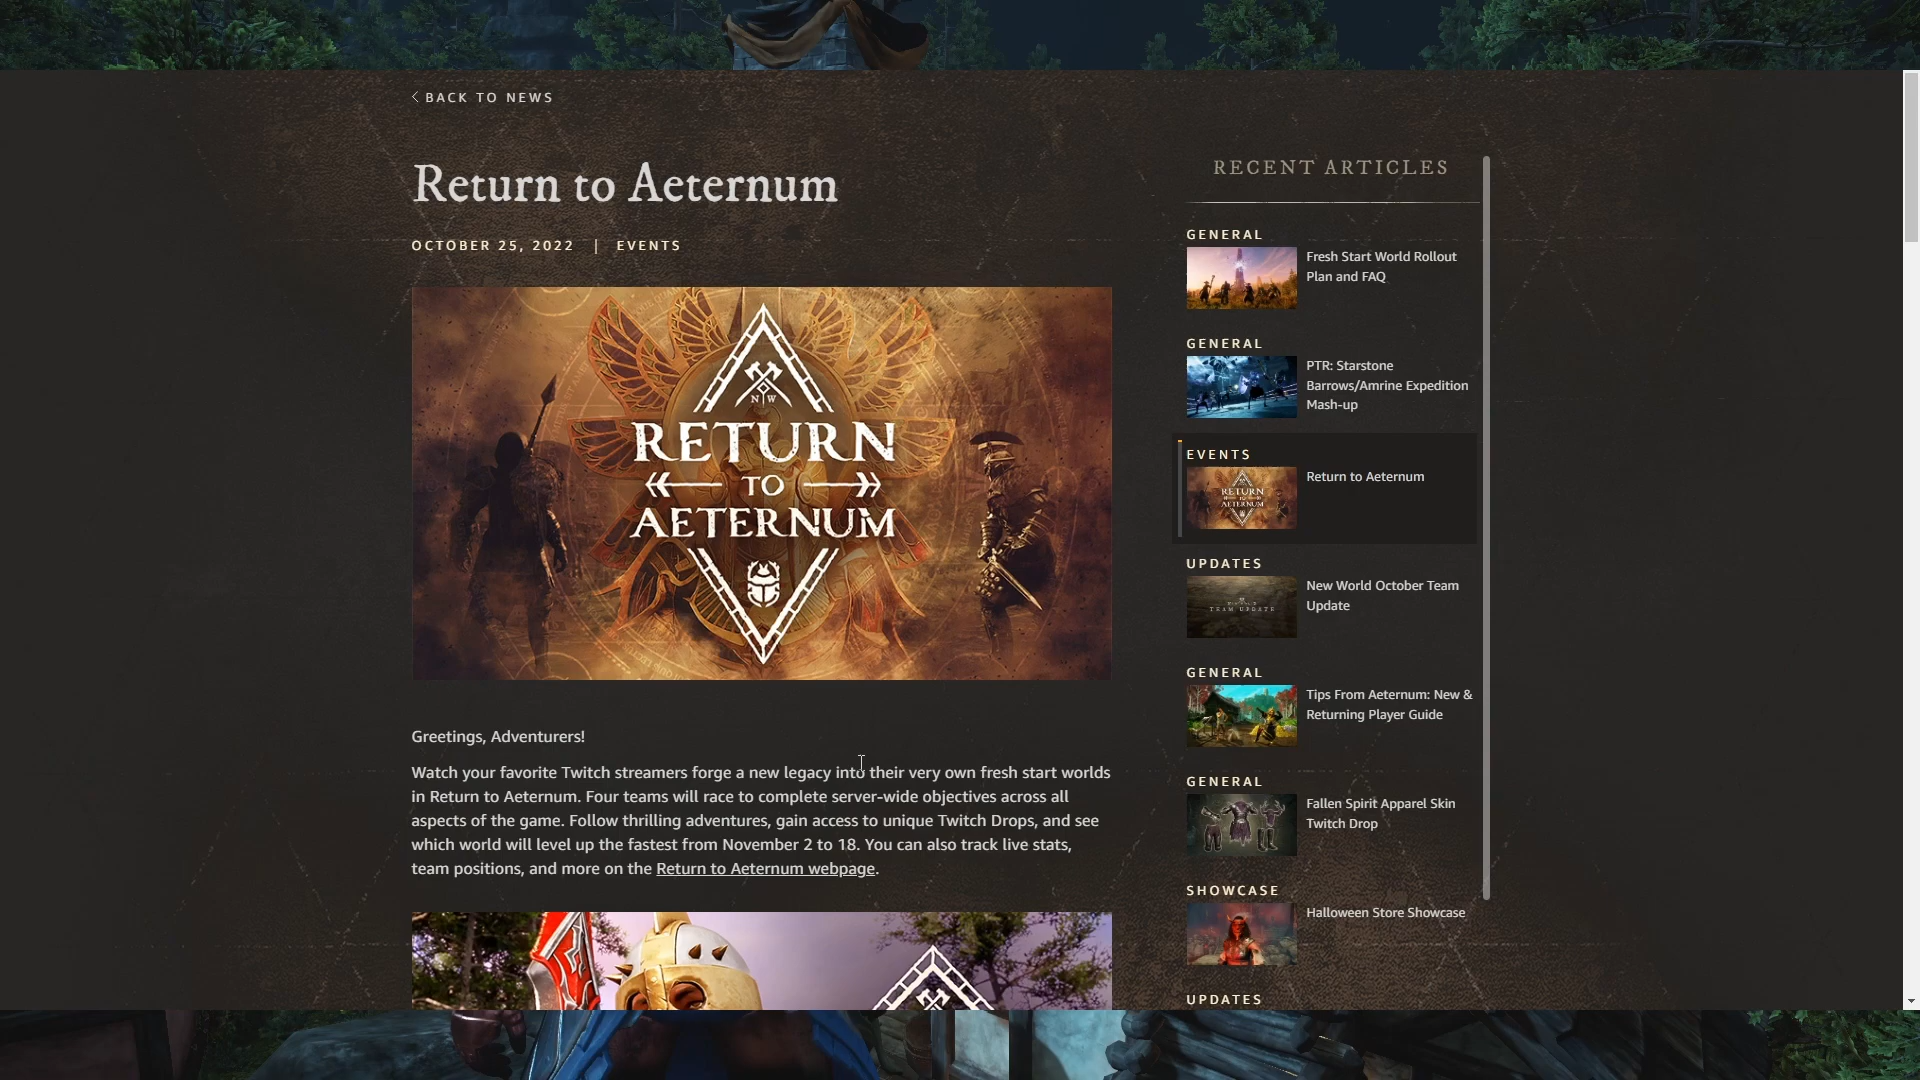 BACK TO NEWS
Return to Aeternum
OCTOBER 25, 2022 | EVENTS
N W
RETURN
TO
AETERNUM
Greetings, Adventurers!
Watch your favorite Twitch streamers forge a new legacy into their very own fresh start worlds
in Return to Aeternum. Four teams will race to complete server-wide objectives across all
aspects of the game. Follow thrilling adventures, gain access to unique Twitch Drops, and see
which world will level up the fastest from November 2 to 18. You can also track live stats,
team positions, and more on the Return to Aeternum webpage.
RECENT ARTICLES
GENERAL
Fresh Start World Rollout
Plan and FAQ
GENERAL
PTR: Starstone
Barrows/Amrine Expedition
Mash-up
EVENTS
RETURN
TO
AETERNUM
Return to Aeternum
UPDATES
TEAM UPDATE
New World October Team
Update
GENERAL
Tips From Aeternum: New &
Returning Player Guide
GENERAL
Fallen Spirit Apparel Skin
Twitch Drop
SHOWCASE
Halloween Store Showcase
UPDATES